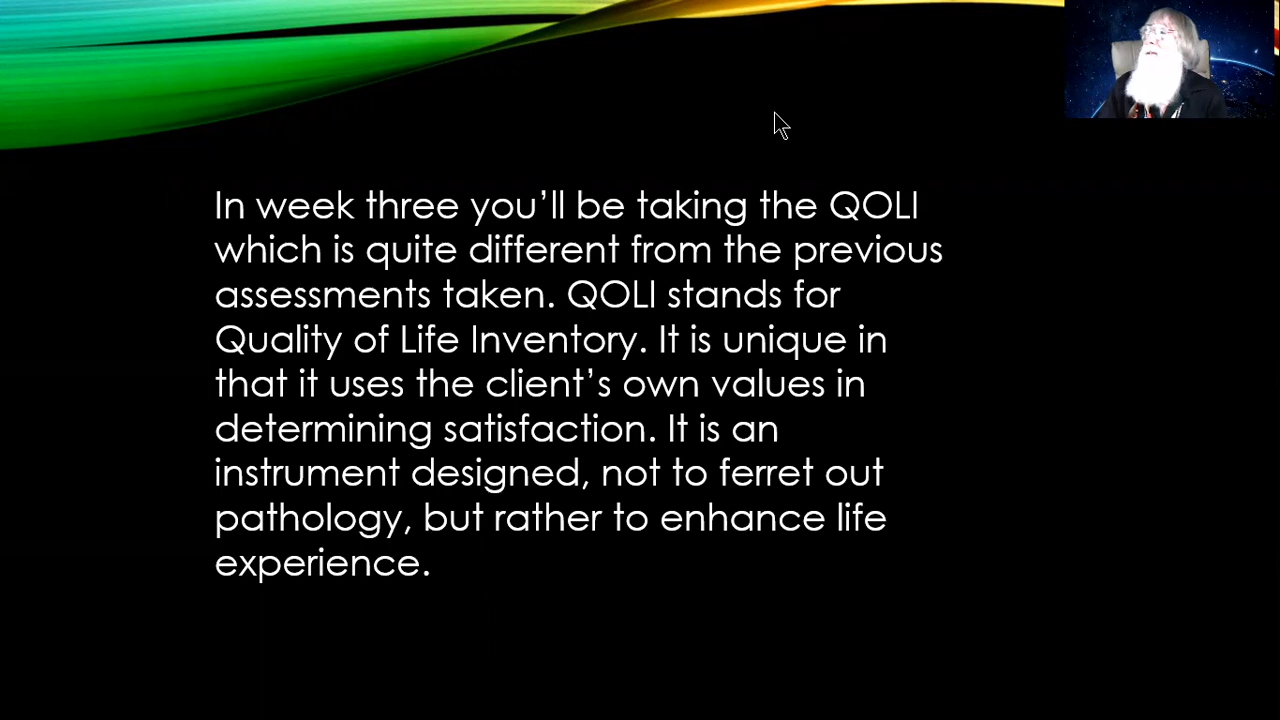 In week three you'll be taking the QOLI
which is quite different from the previous
assessments taken. QOLI stands for
Quality of Life Inventory. It is unique in
that it uses the client's own values in
determining satisfaction. It is an
instrument designed, not to ferret out
pathology, but rather to enhance life
experience.